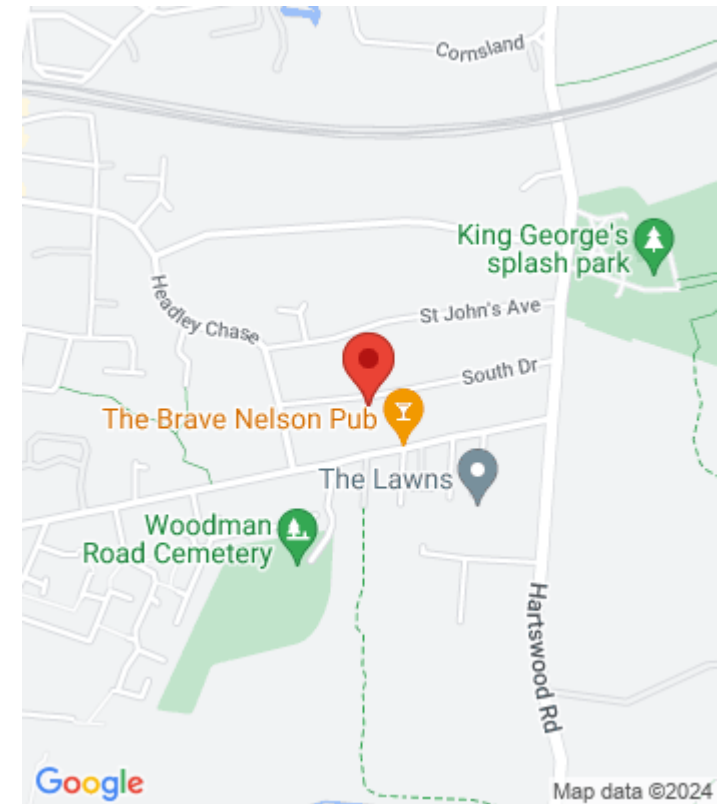 Cornsland
King George's
splash park
St John's Ave
Headley Chase
South Dr
The Brave Nelson Pub
The Lawns
Woodman
Road Cemetery
Hartswood Rd
Google
Map data ©2024